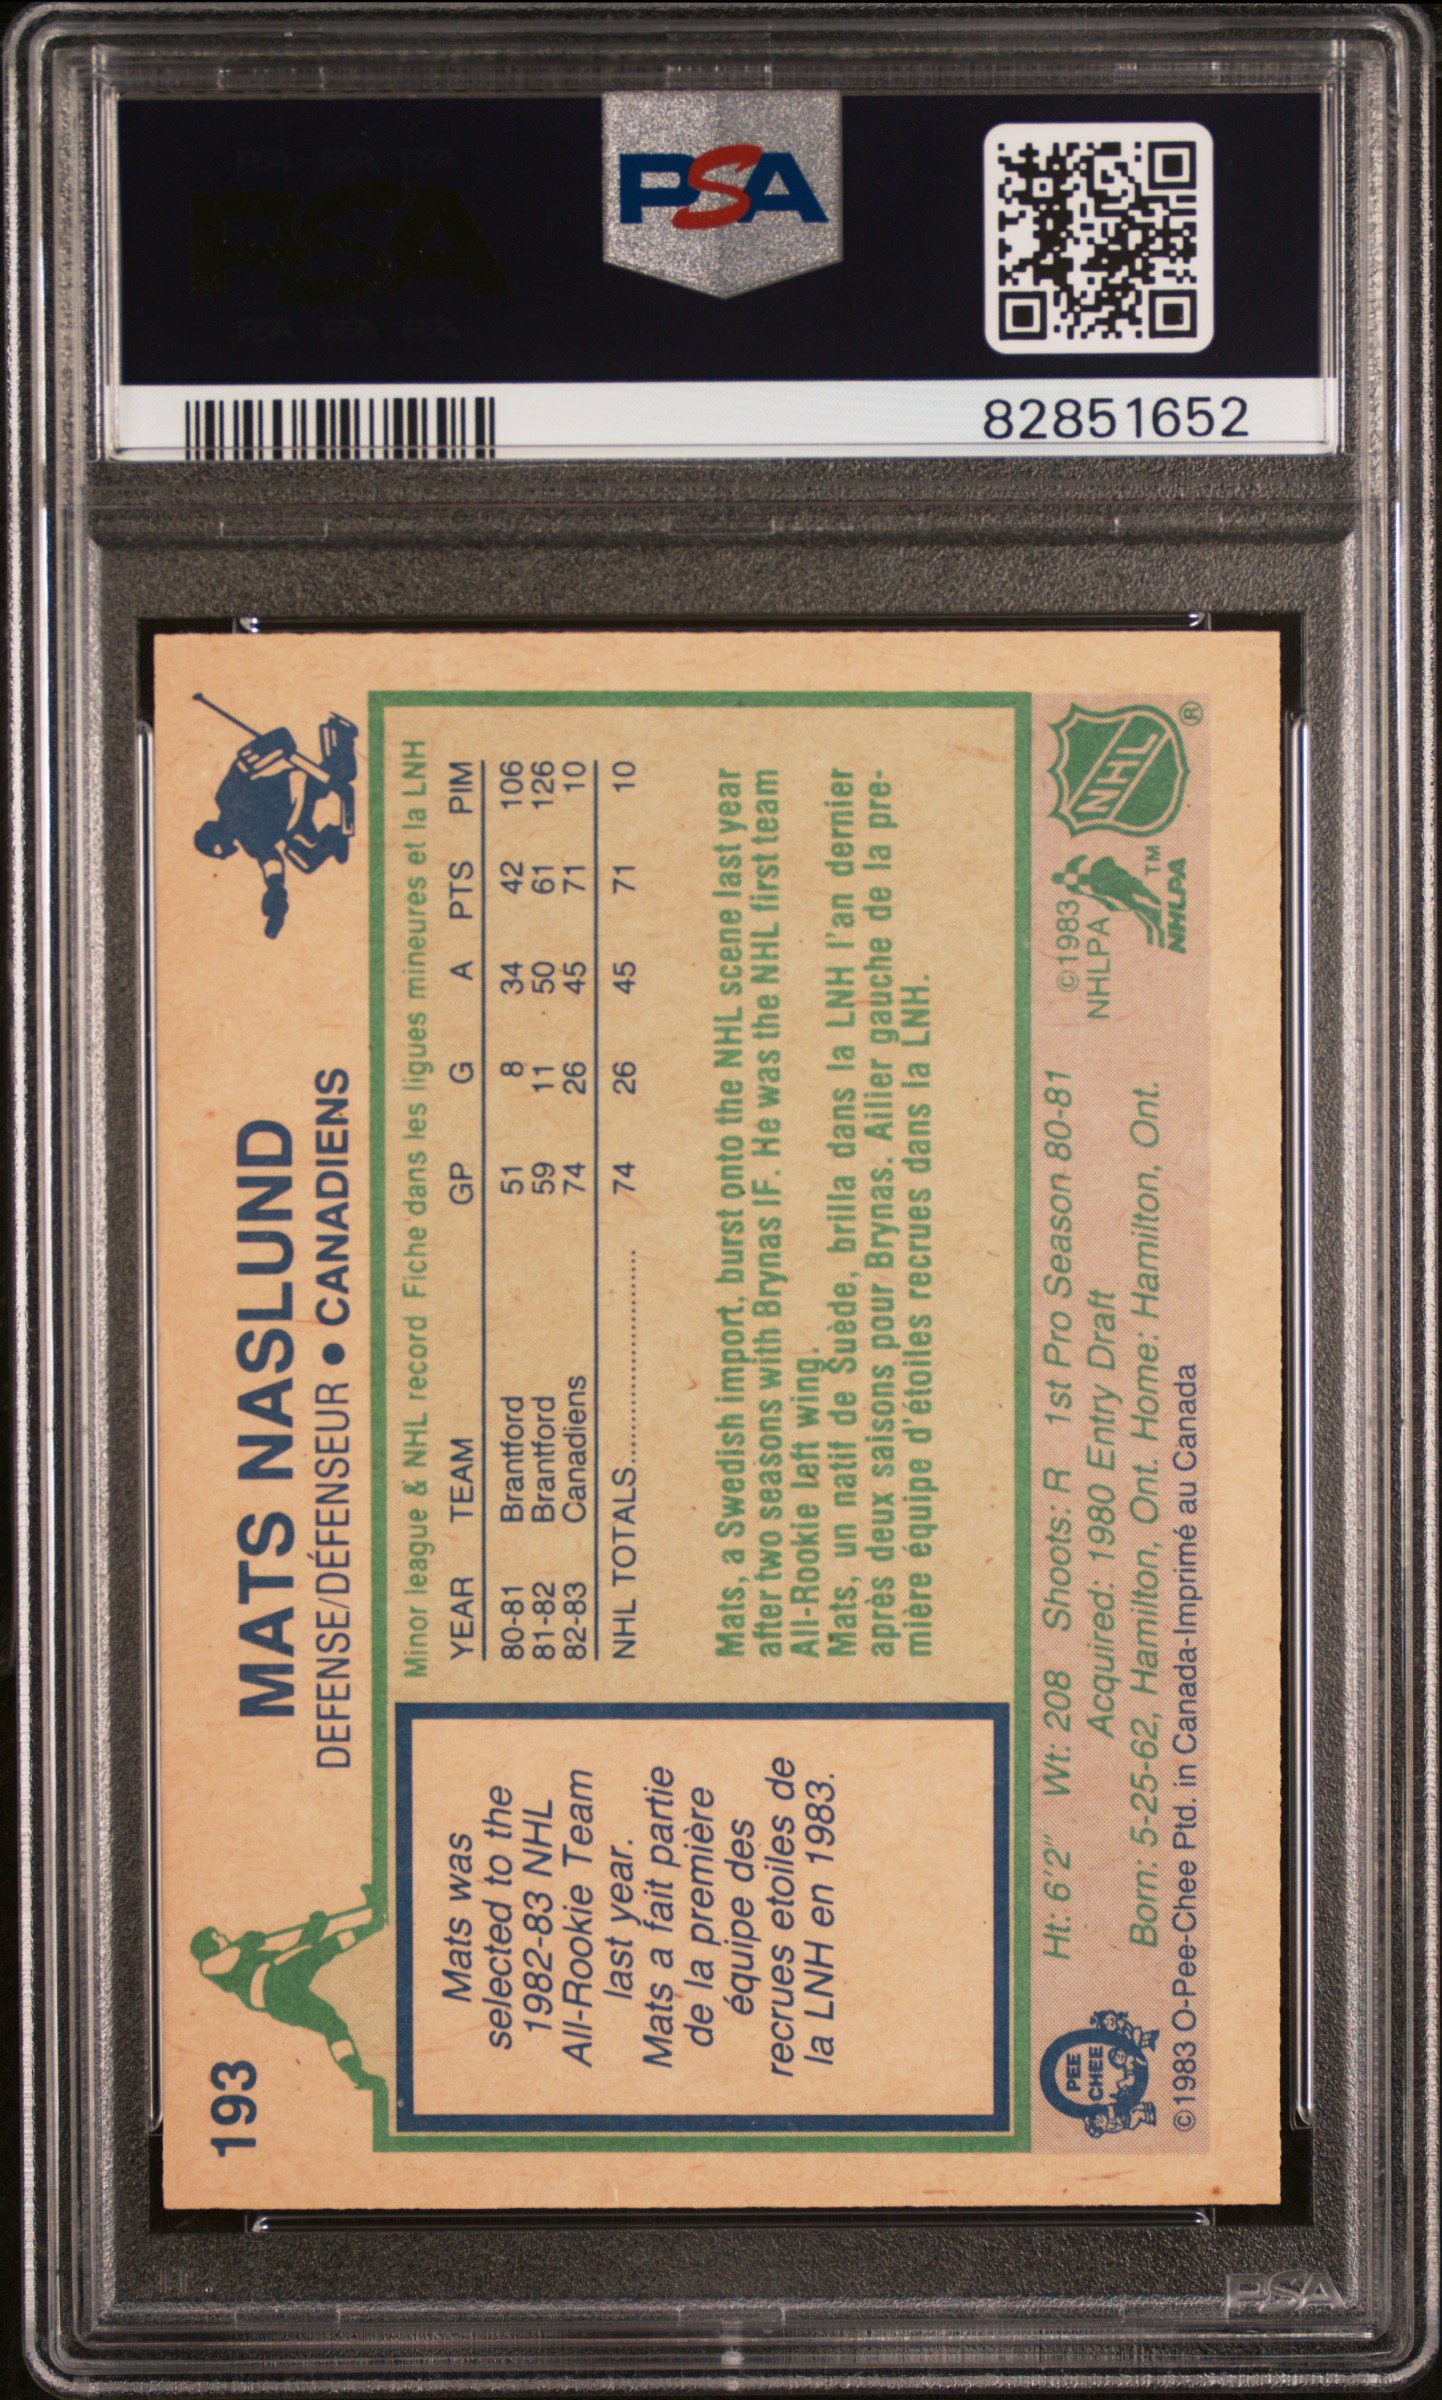 PSA PSA PSA
PSA
PSA PSA PSA
PSA
82851652
193
MATS NASLUND
DEFENSE/DÉFENSEUR • CANADIENS
Mats was
selected to the
1982-83 NHL
All-Rookie Team
last year.
Mats a fait partie
de la première
équipe des
recrues etoiles de
la LNH en 1983.
Minor league & NHL record Fiche dans les ligues mineures et la LNH
YEAR TEAM GP G A PTS PIM
80-81 Brantford 51 8 34 42 106
81-82 Brantford 59 11 50 61 126
82-83 Canadiens 74 26 45 71 10
NHL TOTALS........................ 74 26 45 71 10
Mats, a Swedish import, burst onto the NHL scene last year
after two seasons with Brynas IF. He was the NHL first team
All-Rookie left wing.
Mats, un natif de Suède, brilla dans la LNH l'an dernier
après deux saisons pour Brynas. Ailier gauche de la pre-
mière équipe d'étoiles recrues dans la LNH.
Ht: 6'2" Wt: 208 Shoots: R 1st Pro Season 80-81
Acquired: 1980 Entry Draft
Born: 5-25-62, Hamilton, Ont. Home: Hamilton, Ont.
©1983 O-Pee-Chee Ptd. in Canada-Imprimé au Canada
O
PEE
CHEE
©1983
NHLPA
NHLPA
TM
NHL
®
PSA